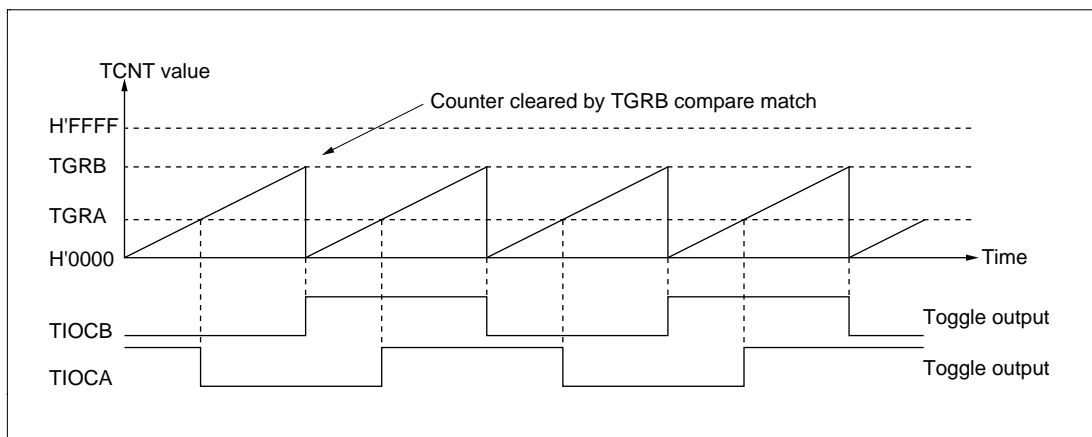 TCNT value
Counter cleared by TGRB compare match
H'FFFF
TGRB
TGRA
H'0000
Time
TIOCB
Toggle output
TIOCA
Toggle output